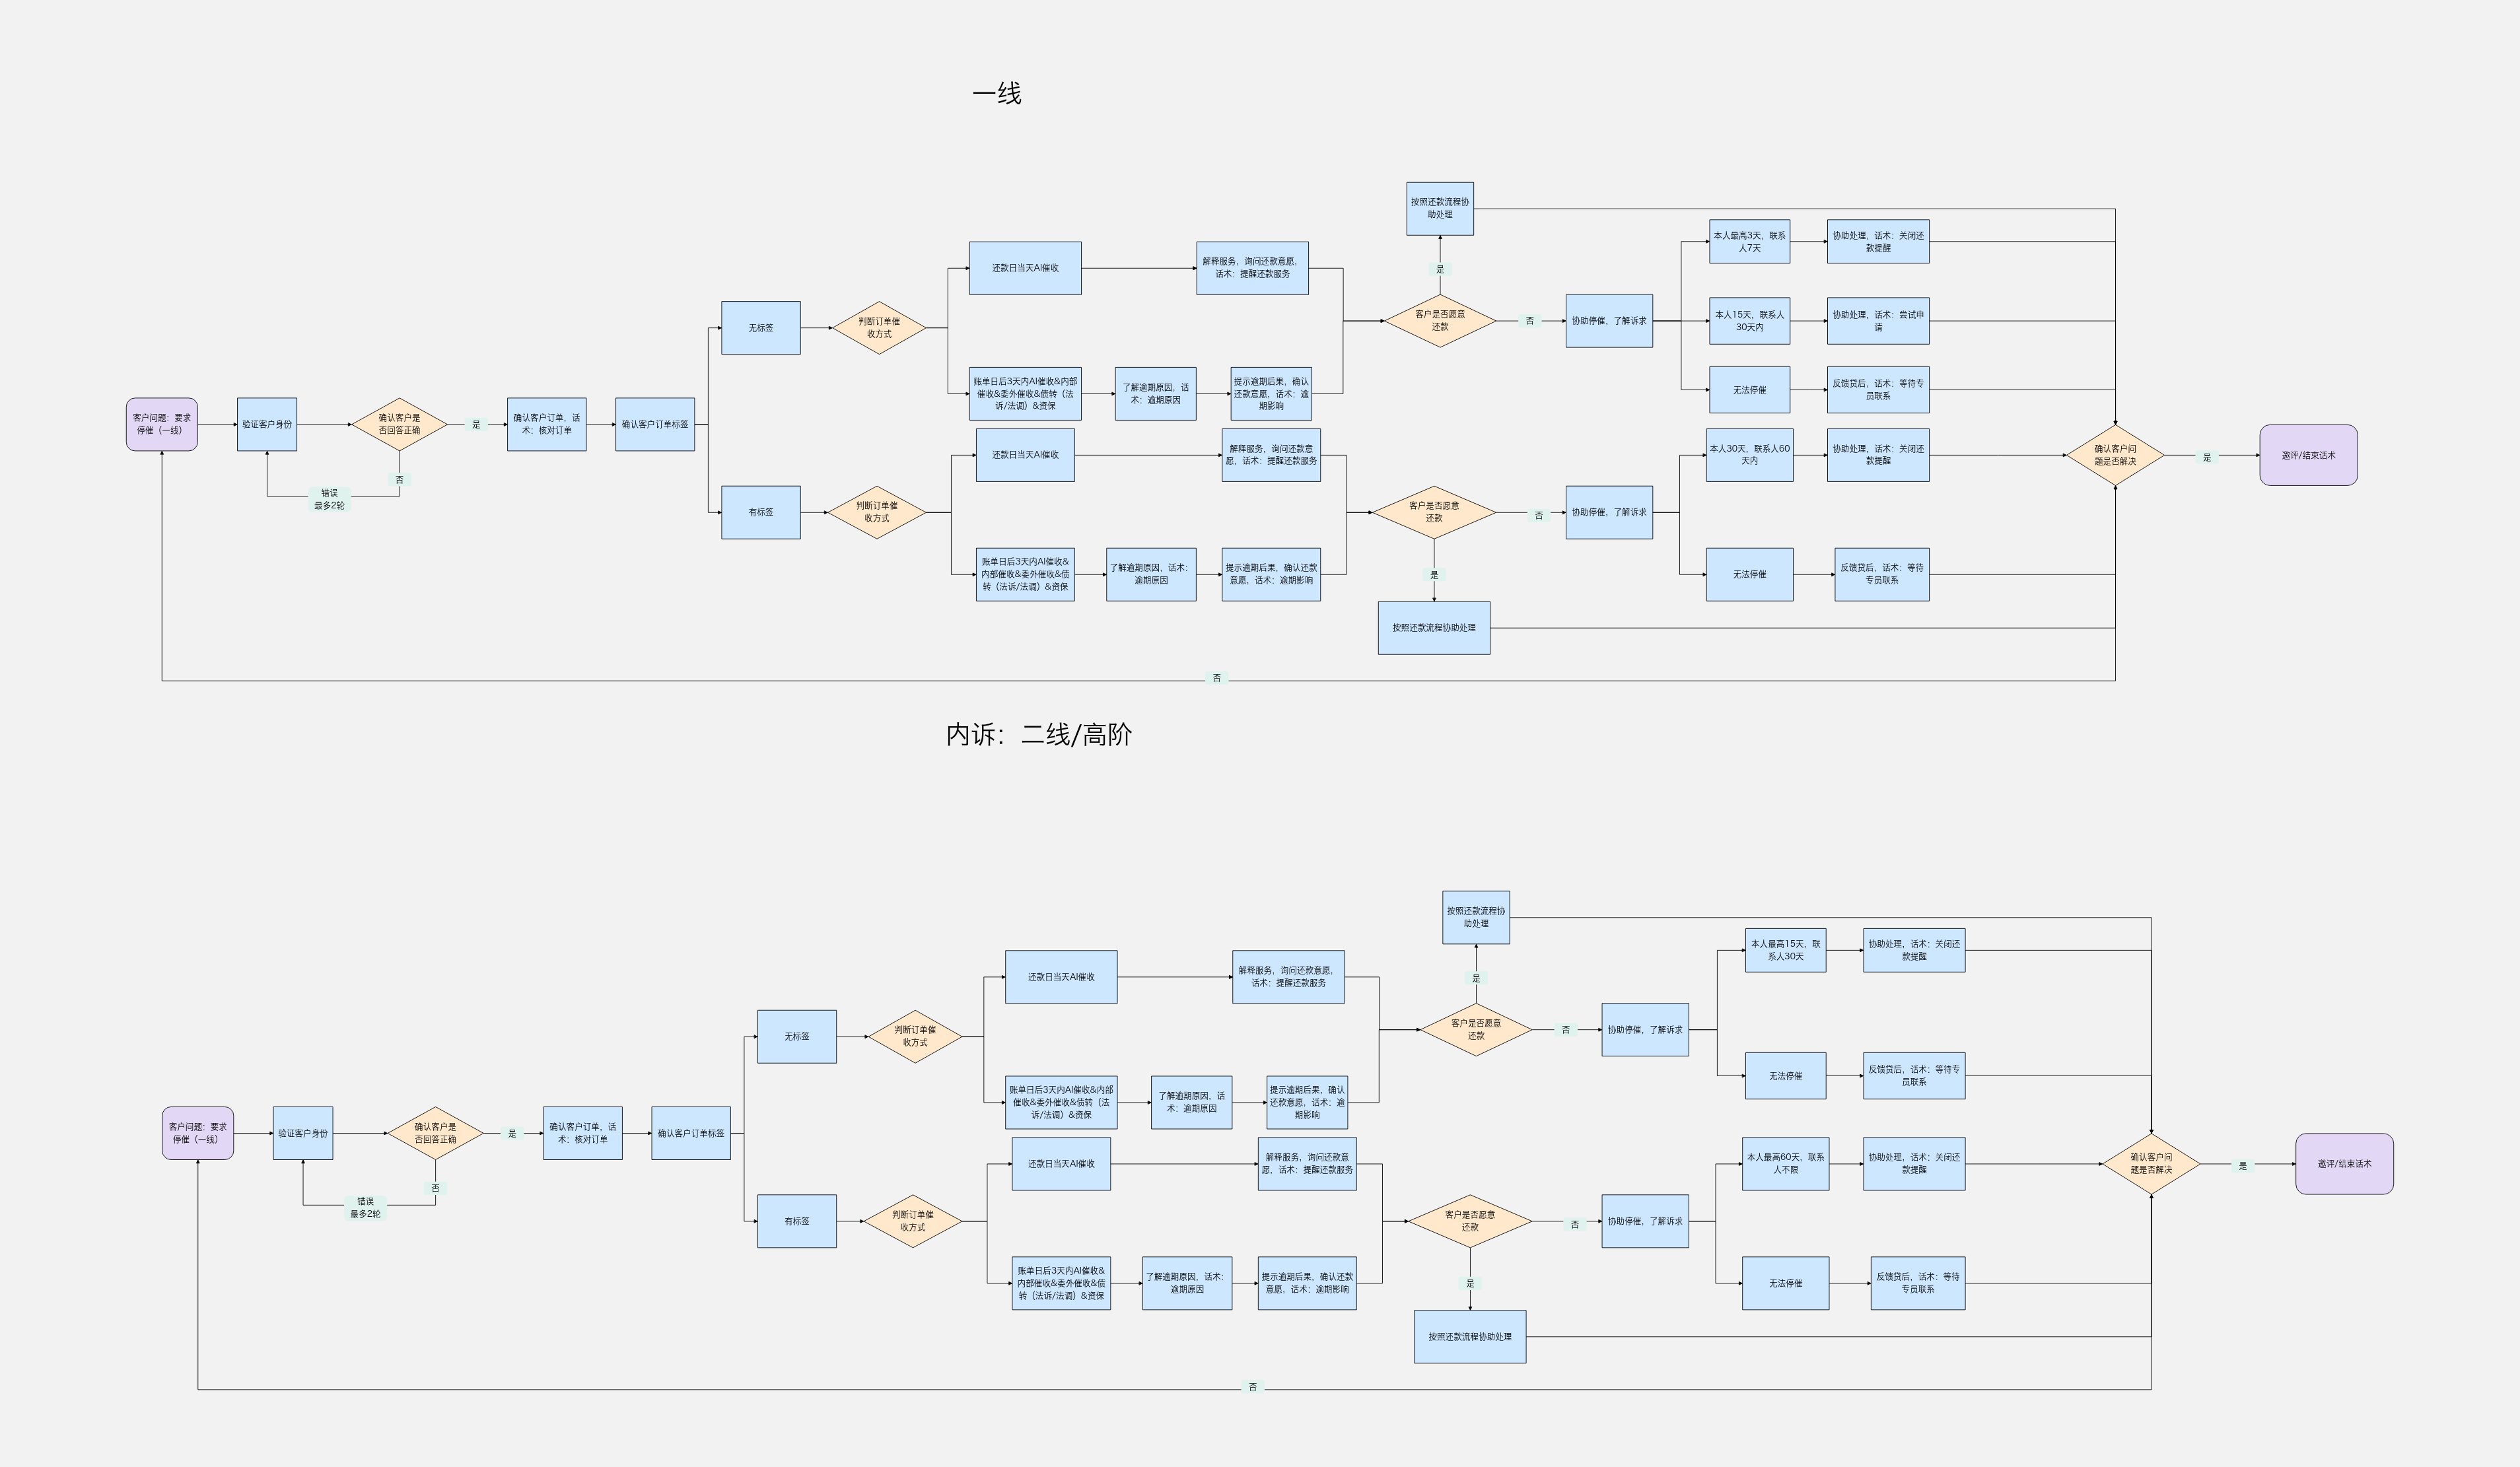 一线
按照还款流程协
助处理
是
本人最高3天，联系
人7天
协助处理，话术：关闭还
款提醒
还款日当天AI催收
解释服务，询问还款意愿，
话术：提醒还款服务
无标签
判断订单催
收方式
客户是否愿意
还款
否
协助停催，了解诉求
本人15天，联系人
30天内
协助处理，话术：尝试申
请
账单日后3天内AI催收&内部
催收&委外催收&债转（法
诉/法调）&资保
了解逾期原因，话
术：逾期原因
提示逾期后果，确认
还款意愿，话术：逾
期影响
无法停催
反馈贷后，话术：等待专
员联系
客户问题：要求
停催（一线）
验证客户身份
确认客户是
否回答正确
是
确认客户订单，话
术：核对订单
确认客户订单标签
否
错误
最多2轮
还款日当天AI催收
解释服务，询问还款意
愿，话术：提醒还款服务
本人30天，联系人60
天内
协助处理，话术：关闭还
款提醒
确认客户问
题是否解决
是
邀评/结束话术
有标签
判断订单催
收方式
客户是否愿意
还款
否
协助停催，了解诉求
账单日后3天内AI催收&
内部催收&委外催收&债
转（法诉/法调）&资保
了解逾期原因，话术：
逾期原因
提示逾期后果，确认还款
意愿，话术：逾期影响
是
无法停催
反馈贷后，话术：等待
专员联系
按照还款流程协助处理
否
内诉：二线/高阶
按照还款流程协
助处理
是
本人最高15天，联
系人30天
协助处理，话术：关闭还
款提醒
还款日当天AI催收
解释服务，询问还款意愿，
话术：提醒还款服务
无标签
判断订单催
收方式
客户是否愿意
还款
否
协助停催，了解诉求
账单日后3天内AI催收&内部
催收&委外催收&债转（法
诉/法调）&资保
了解逾期原因，话
术：逾期原因
提示逾期后果，确认
还款意愿，话术：逾
期影响
无法停催
反馈贷后，话术：等待专
员联系
客户问题：要求
停催（一线）
验证客户身份
确认客户是
否回答正确
是
确认客户订单，话
术：核对订单
确认客户订单标签
否
错误
最多2轮
还款日当天AI催收
解释服务，询问还款意
愿，话术：提醒还款服务
本人最高60天，联系
人不限
协助处理，话术：关闭还
款提醒
确认客户问
题是否解决
是
邀评/结束话术
有标签
判断订单催
收方式
客户是否愿意
还款
否
协助停催，了解诉求
账单日后3天内AI催收&
内部催收&委外催收&债
转（法诉/法调）&资保
了解逾期原因，话术：
逾期原因
提示逾期后果，确认还款
意愿，话术：逾期影响
是
无法停催
反馈贷后，话术：等待
专员联系
按照还款流程协助处理
否